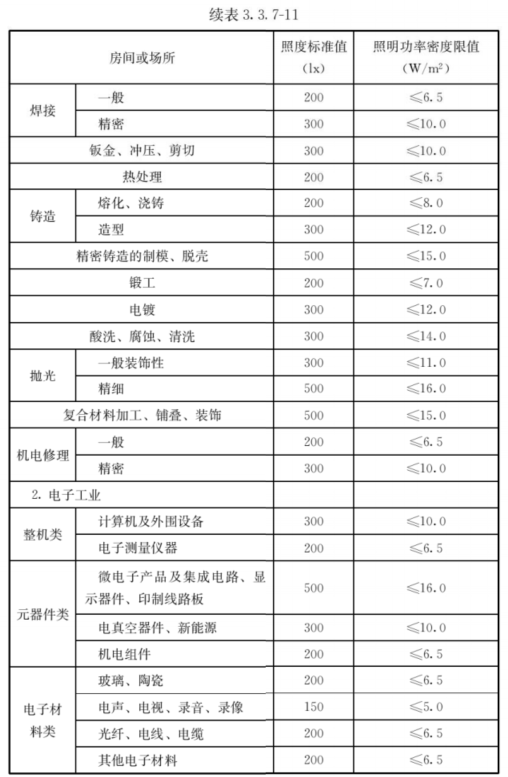 续表 3.3.7-11
房间或场所 照度标准值（lx） 照明功率密度限值（W/m²）
焊接 一般 200 ≤6.5
精密 300 ≤10.0
钣金、冲压、剪切 300 ≤10.0
热处理 200 ≤6.5
铸造 熔化、浇铸 200 ≤8.0
造型 300 ≤12.0
精密铸造的制模、脱壳 500 ≤15.0
锻工 200 ≤7.0
电镀 300 ≤12.0
酸洗、腐蚀、清洗 300 ≤14.0
抛光 一般装饰性 300 ≤11.0
精细 500 ≤16.0
复合材料加工、铺叠、装饰 500 ≤15.0
机电修理 一般 200 ≤6.5
精密 300 ≤10.0
2. 电子工业
整机类 计算机及外围设备 300 ≤10.0
电子测量仪器 200 ≤6.5
元器件类 微电子产品及集成电路、显
示器件、印制线路板 500 ≤16.0
电真空器件、新能源 300 ≤10.0
机电组件 200 ≤6.5
电子材料类 玻璃、陶瓷 200 ≤6.5
电声、电视、录音、录像 150 ≤5.0
光纤、电线、电缆 200 ≤6.5
其他电子材料 200 ≤6.5